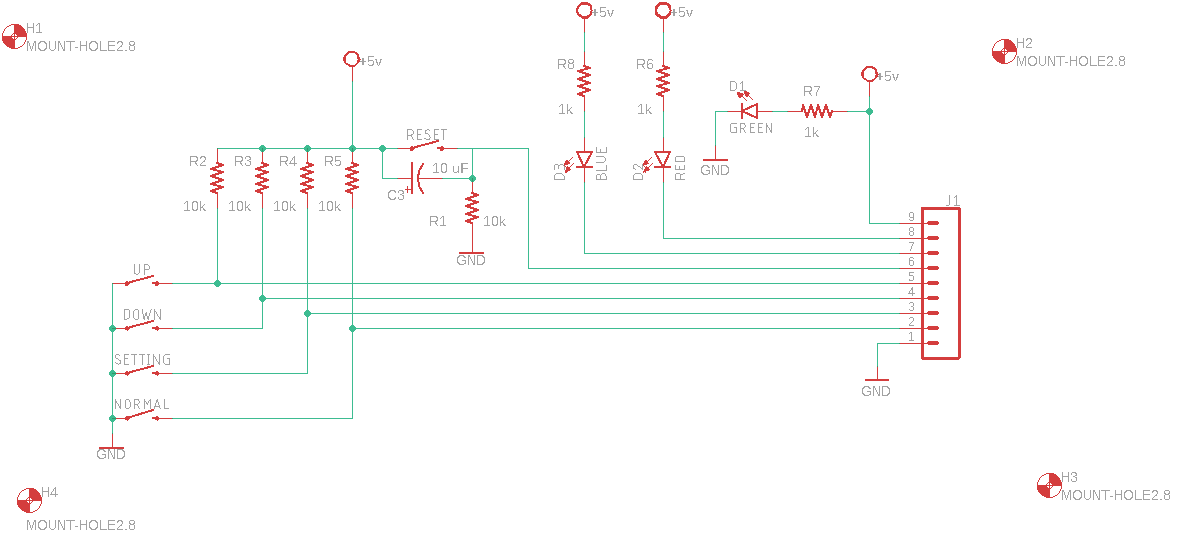 +5v
+5v
H1
MOUNT-HOLE2.8
H2
MOUNT-HOLE2.8
+5v
R8
1k
R6
1k
+5v
D1
GREEN
R7
1k
GND
RESET
R2
R3
R4
R5
10k
10k
10k
10k
10 uF
C3
+
R1
10k
GND
D3
BLUE
D2
RED
J1
9
8
7
6
5
4
3
2
1
GND
UP
DOWN
SETTING
NORMAL
GND
H4
MOUNT-HOLE2.8
H3
MOUNT-HOLE2.8